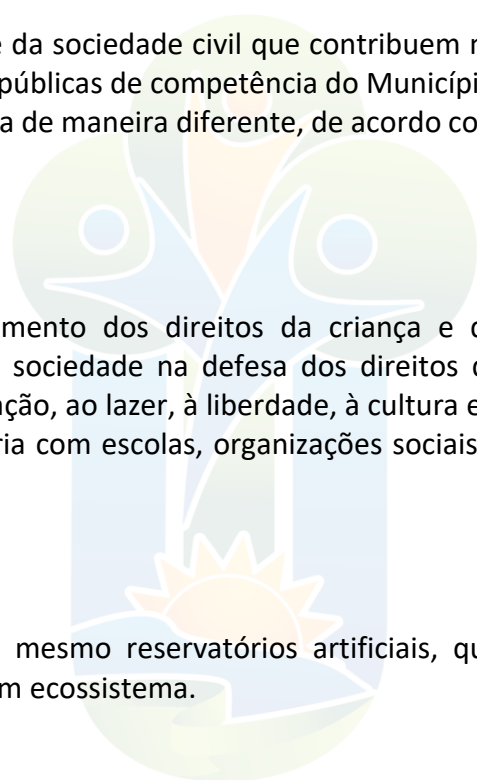 e da sociedade civil que contribuem n
públicas de competência do Municípi
a de maneira diferente, de acordo co
mento dos direitos da criança e d
sociedade na defesa dos direitos d
ção, ao lazer, à liberdade, à cultura e
ria com escolas, organizações sociais
mesmo reservatórios artificiais, qu
m ecossistema.